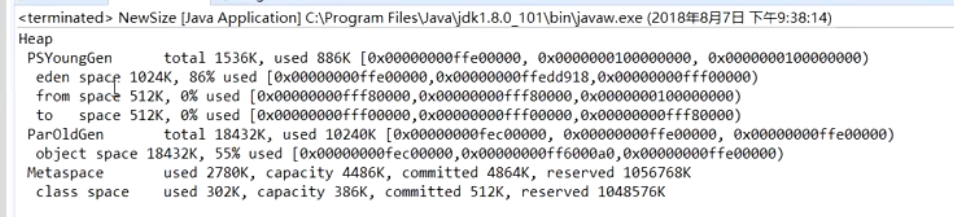 <terminated> NewSize [Java Application] C:\Program Files\Java\jdk1.8.0_101\bin\javaw.exe (2018年8月7日 下午9:38:14)
Heap
PSYoungGen      total 1536K, used 886K [0x00000000ffe00000, 0x0000000100000000, 0x0000000100000000)
eden space 1024K, 86% used [0x00000000ffe00000,0x00000000ffedd918,0x00000000fff00000)
from space 512K, 0% used [0x00000000fff80000,0x00000000fff80000,0x0000000100000000)
to   space 512K, 0% used [0x00000000fff00000,0x00000000fff00000,0x00000000fff80000)
ParOldGen       total 18432K, used 10240K [0x00000000fec00000, 0x00000000ffe00000, 0x00000000ffe00000)
object space 18432K, 55% used [0x00000000fec00000,0x00000000ff6000a0,0x00000000ffe00000)
Metaspace       used 2780K, capacity 4486K, committed 4864K, reserved 1056768K
class space    used 302K, capacity 386K, committed 512K, reserved 1048576K